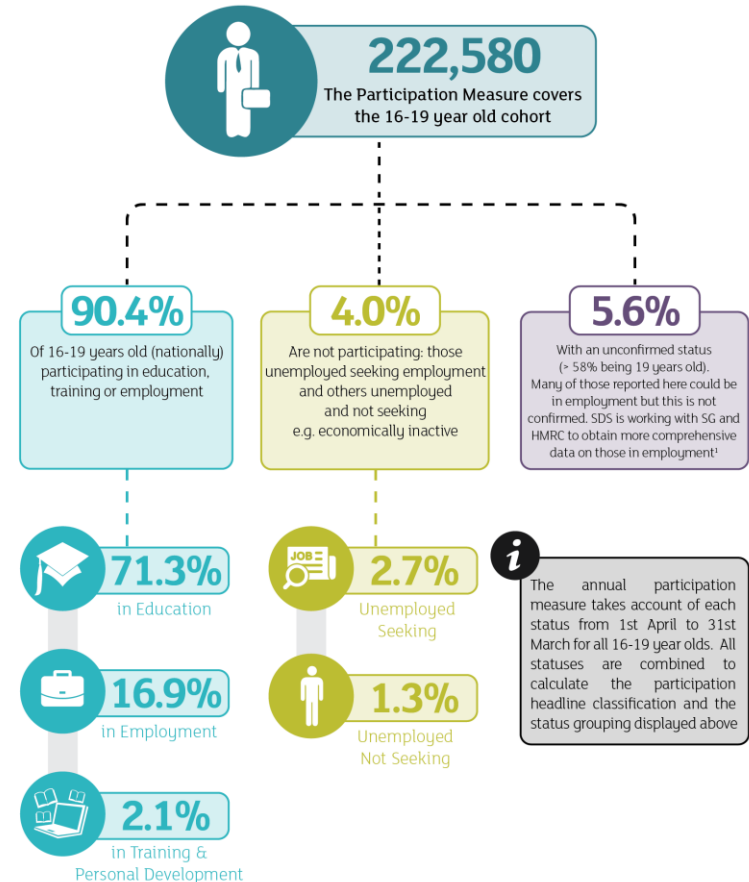 222,580
The Participation Measure covers
the 16-19 year old cohort
90.4%
Of 16-19 years old (nationally)
participating in education,
training or employment
4.0%
Are not participating: those
unemployed seeking employment
and others unemployed
and not seeking
e.g. economically inactive
5.6%
With an unconfirmed status
(> 58% being 19 years old).
Many of those reported here could be
in employment but this is not
confirmed. SDS is working with SG and
HMRC to obtain more comprehensive
data on those in employment¹
71.3%
in Education
16.9%
in Employment
2.1%
in Training &
Personal Development
JOB
2.7%
Unemployed
Seeking
1.3%
Unemployed
Not Seeking
i
The annual participation
measure takes account of each
status from 1st April to 31st
March for all 16-19 year olds. All
statuses are combined to
calculate the participation
headline classification and the
status grouping displayed above